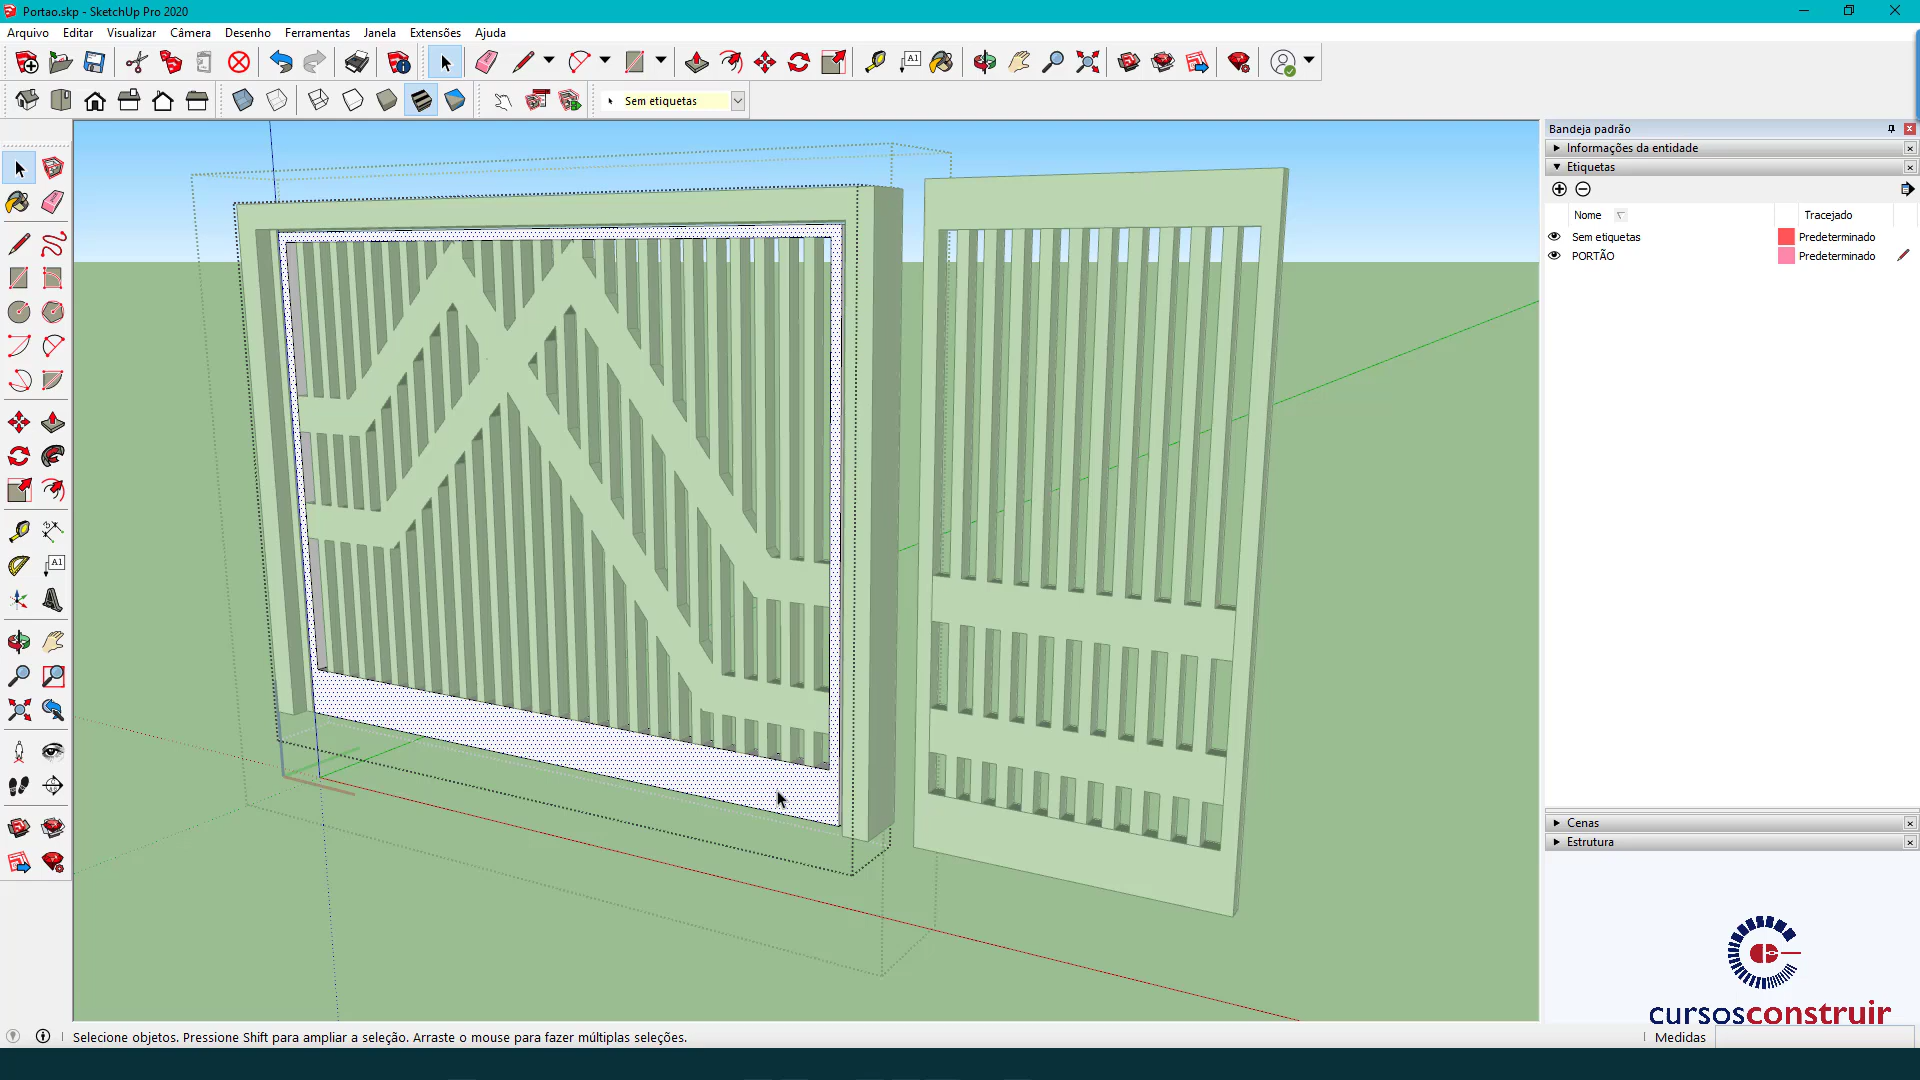 Portao.skp - SketchUp Pro 2020
Arquivo Editar Visualizar Câmera Desenho Ferramentas Janela Extensões Ajuda
A1
Sem etiquetas
Bandeja padrão
Informações da entidade
Etiquetas
Nome Tracejado
Sem etiquetas Predeterminado
PORTÃO Predeterminado
A1
Cenas
Estrutura
cursosconstruir
Selecione objetos. Pressione Shift para ampliar a seleção. Arraste o mouse para fazer múltiplas seleções.
Medidas